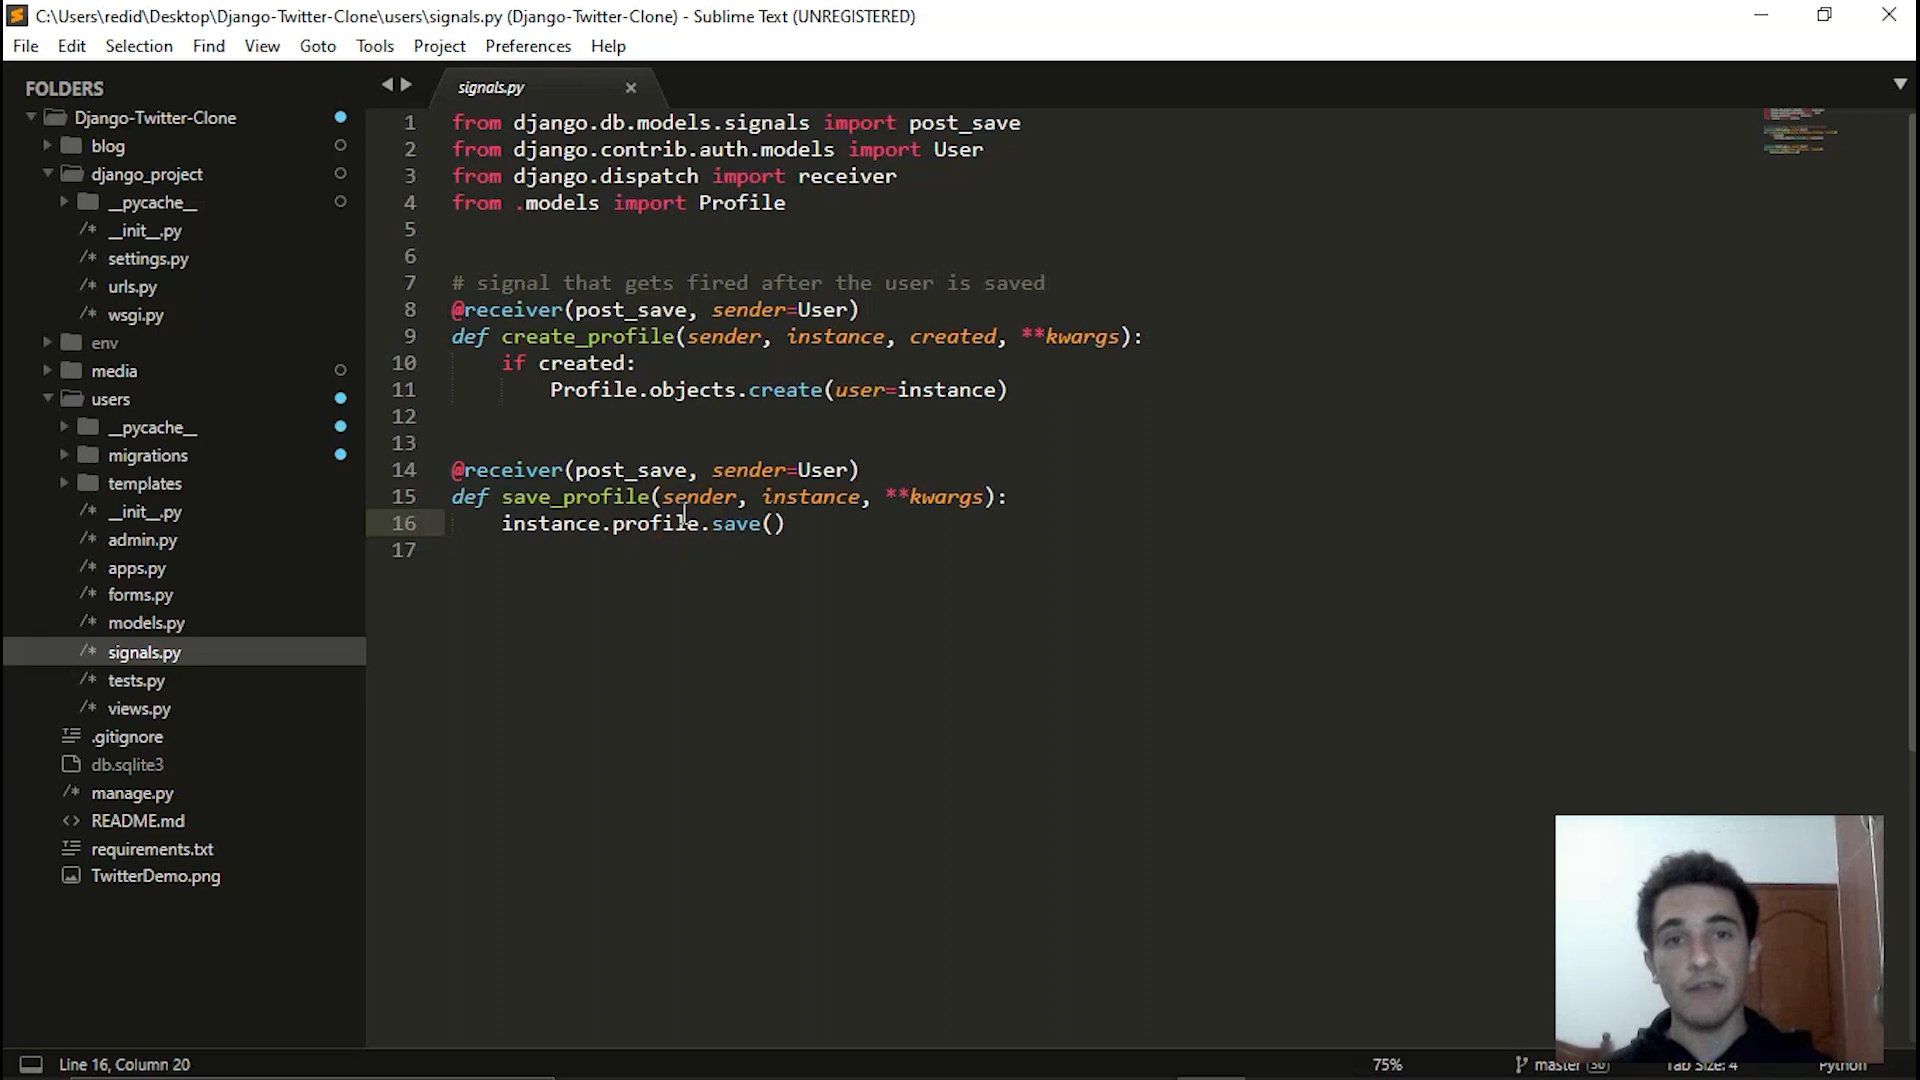 C:\Users\redid\Desktop\Django-Twitter-Clone\users\signals.py (Django-Twitter-Clone) - Sublime Text (UNREGISTERED)
File Edit Selection Find View Goto Tools Project Preferences Help
FOLDERS
Django-Twitter-Clone
blog
django_project
__pycache__
/* __init__.py
/* settings.py
/* urls.py
/* wsgi.py
env
media
users
__pycache__
migrations
templates
/* __init__.py
/* admin.py
/* apps.py
/* forms.py
/* models.py
/* signals.py
/* tests.py
/* views.py
.gitignore
db.sqlite3
/* manage.py
<> README.md
requirements.txt
TwitterDemo.png
signals.py
1 from django.db.models.signals import post_save
2 from django.contrib.auth.models import User
3 from django.dispatch import receiver
4 from .models import Profile
5
6
7 # signal that gets fired after the user is saved
8 @receiver(post_save, sender=User)
9 def create_profile(sender, instance, created, **kwargs):
10 if created:
11 Profile.objects.create(user=instance)
12
13
14 @receiver(post_save, sender=User)
15 def save_profile(sender, instance, **kwargs):
16 instance.profile.save()
17
Line 16, Column 20
75%
master 30
Tab Size: 4
Python